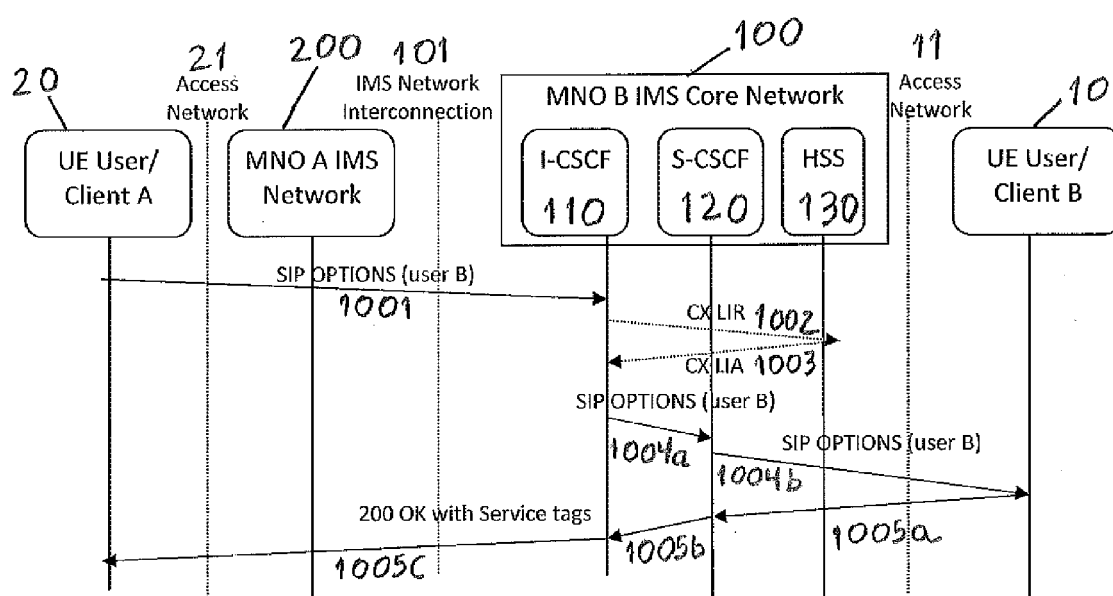 20
21
200
101
100
11
10
Access
Network
IMS Network
Interconnection
MNO B IMS Core Network
Access
Network
UE User/
Client A
MNO A IMS
Network
I-CSCF
110
S-CSCF
120
HSS
130
UE User/
Client B
SIP OPTIONS (user B)
1001
CX LIR 1002
CX LIA 1003
SIP OPTIONS (user B)
1004a
SIP OPTIONS (user B)
1004b
200 OK with Service tags
1005a
1005b
1005c